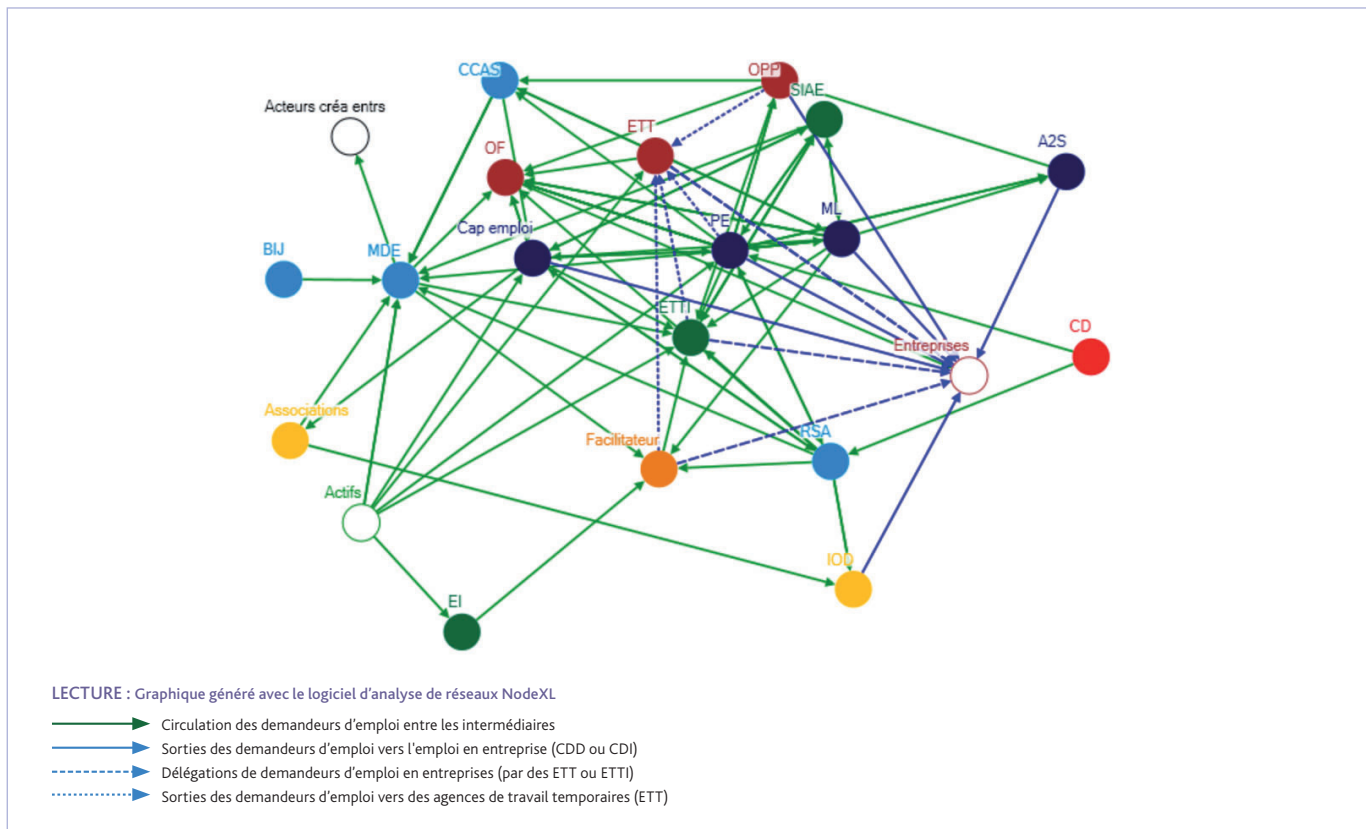 CCAS
OPP
SIAE
Acteurs créa entrs
ETT
OF
A2S
ML
PE
Cap emploi
BIJ
MDE
ETTI
CD
Entreprises
Associations
Facilitateur
RSA
Actifs
IOD
EI
LECTURE : Graphique généré avec le logiciel d'analyse de réseaux NodeXL
Circulation des demandeurs d'emploi entre les intermédiaires
Sorties des demandeurs d'emploi vers l'emploi en entreprise (CDD ou CDI)
Délégations de demandeurs d'emploi en entreprises (par des ETT ou ETTI)
Sorties des demandeurs d'emploi vers des agences de travail temporaires (ETT)